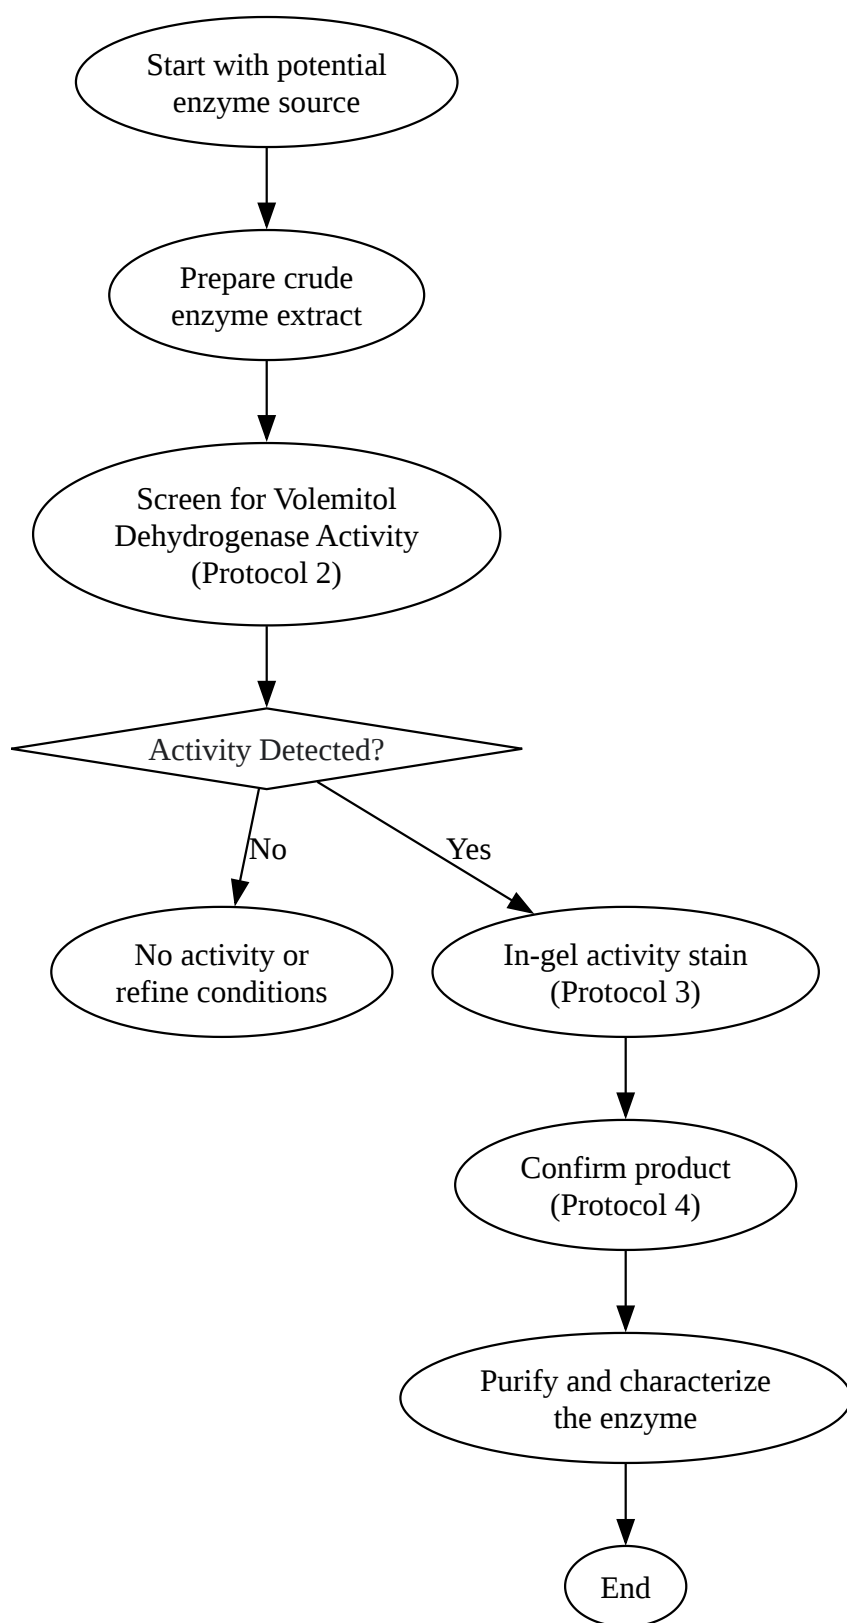 Start with potential
enzyme source
Prepare crude
enzyme extract
Screen for Volemitol
Dehydrogenase Activity
(Protocol 2)
Activity Detected?
No
Yes
No activity or
refine conditions
In-gel activity stain
(Protocol 3)
Confirm product
(Protocol 4)
Purify and characterize
the enzyme
End